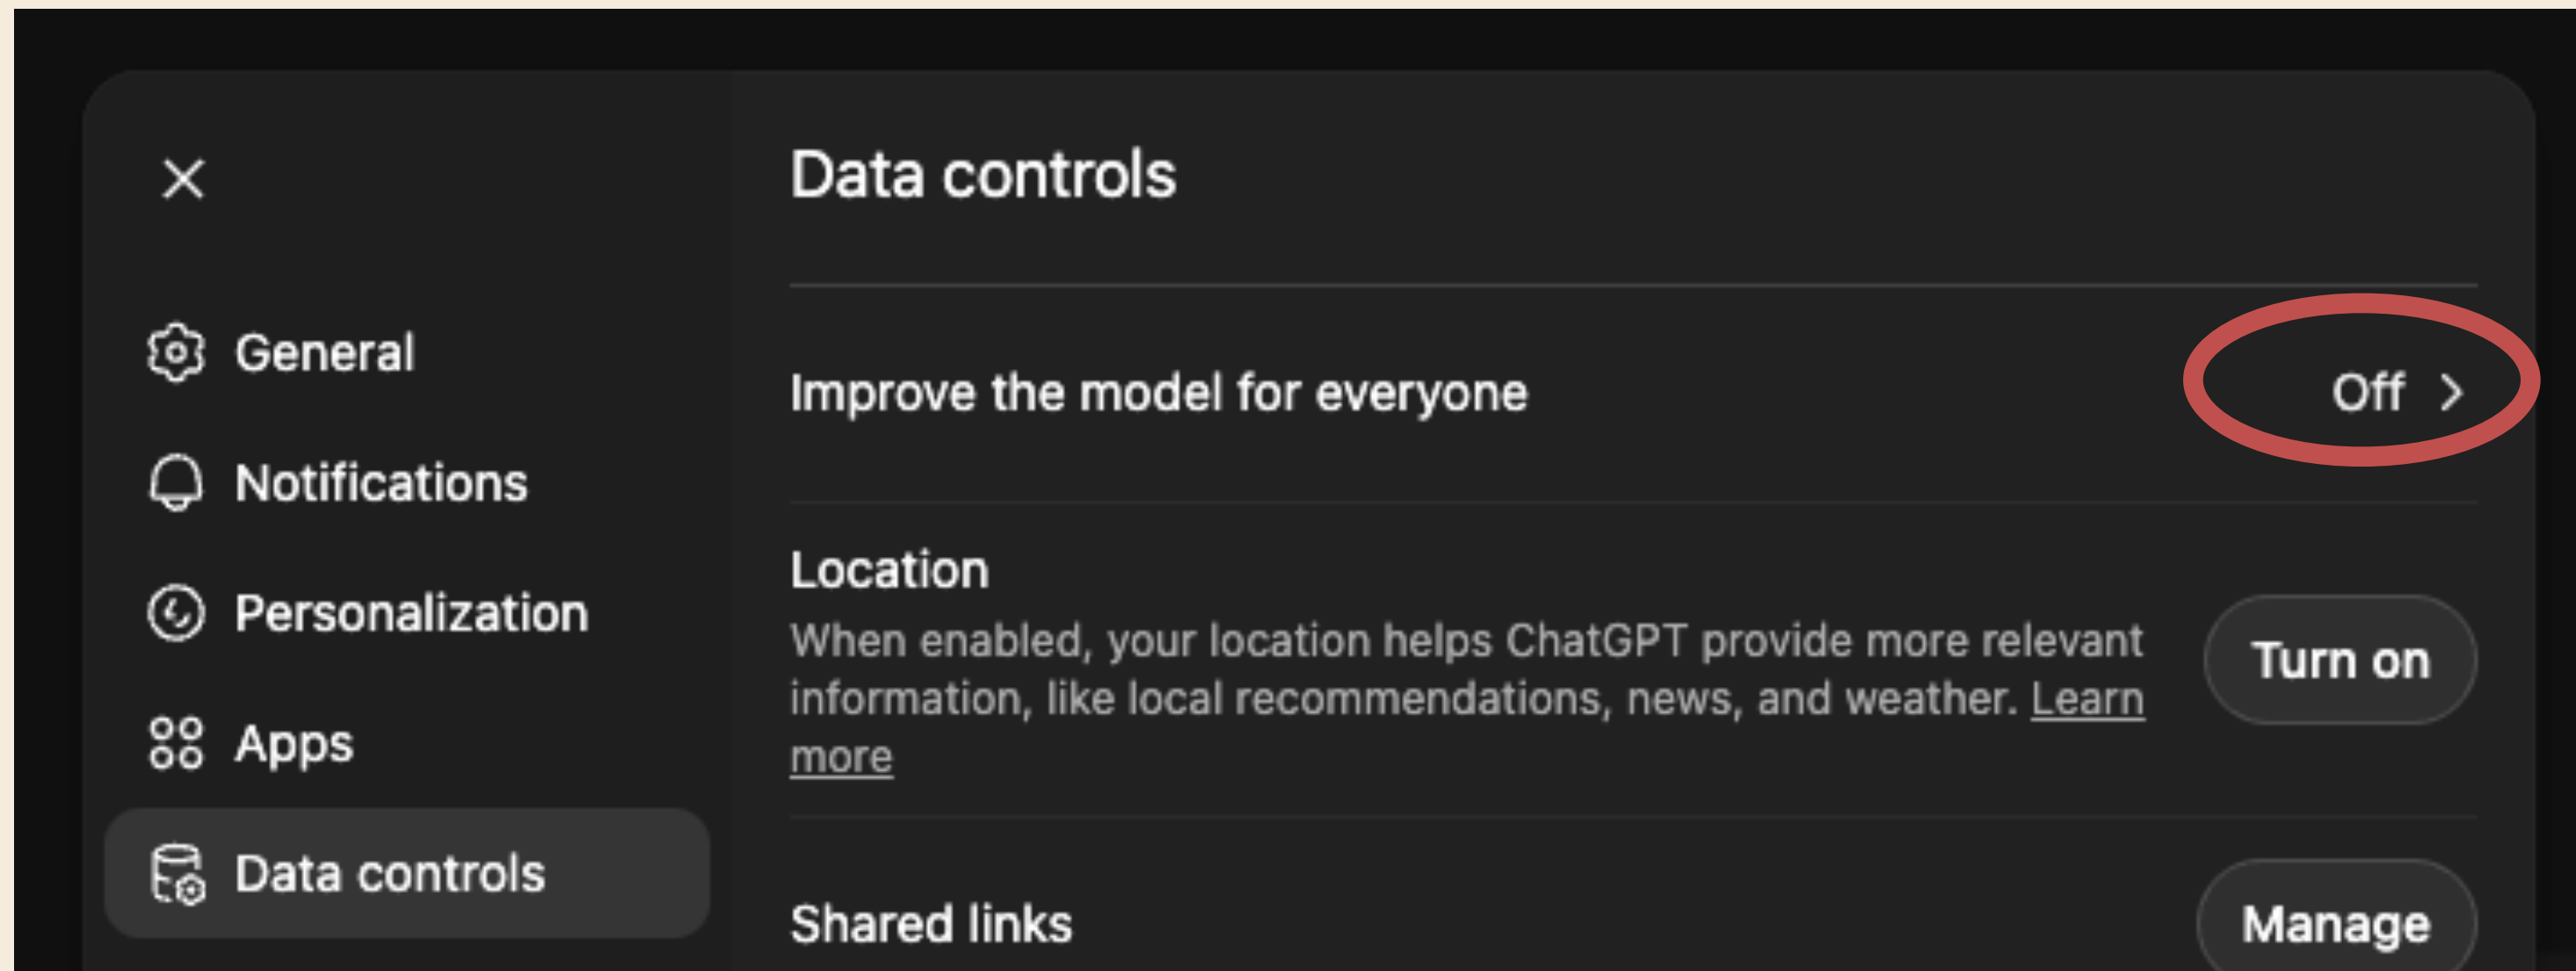 Data controls
General
Notifications
Personalization
Apps
Data controls
Improve the model for everyone
Off
Location
When enabled, your location helps ChatGPT provide more relevant
information, like local recommendations, news, and weather. Learn
more
Turn on
Shared links
Manage